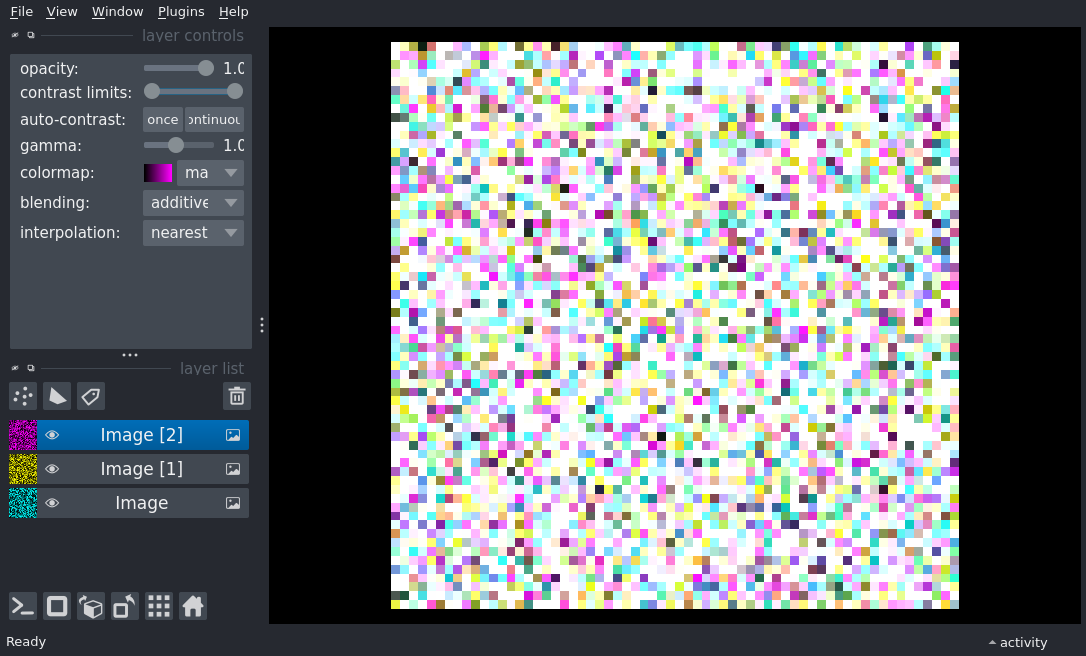 File View Window Plugins Help
layer controls
opacity: 1.0
contrast limits:
auto-contrast: once ontinuou
gamma: 1.0
colormap: ma
blending: additive
interpolation: nearest
layer list
Image [2]
Image [1]
Image
Ready
activity